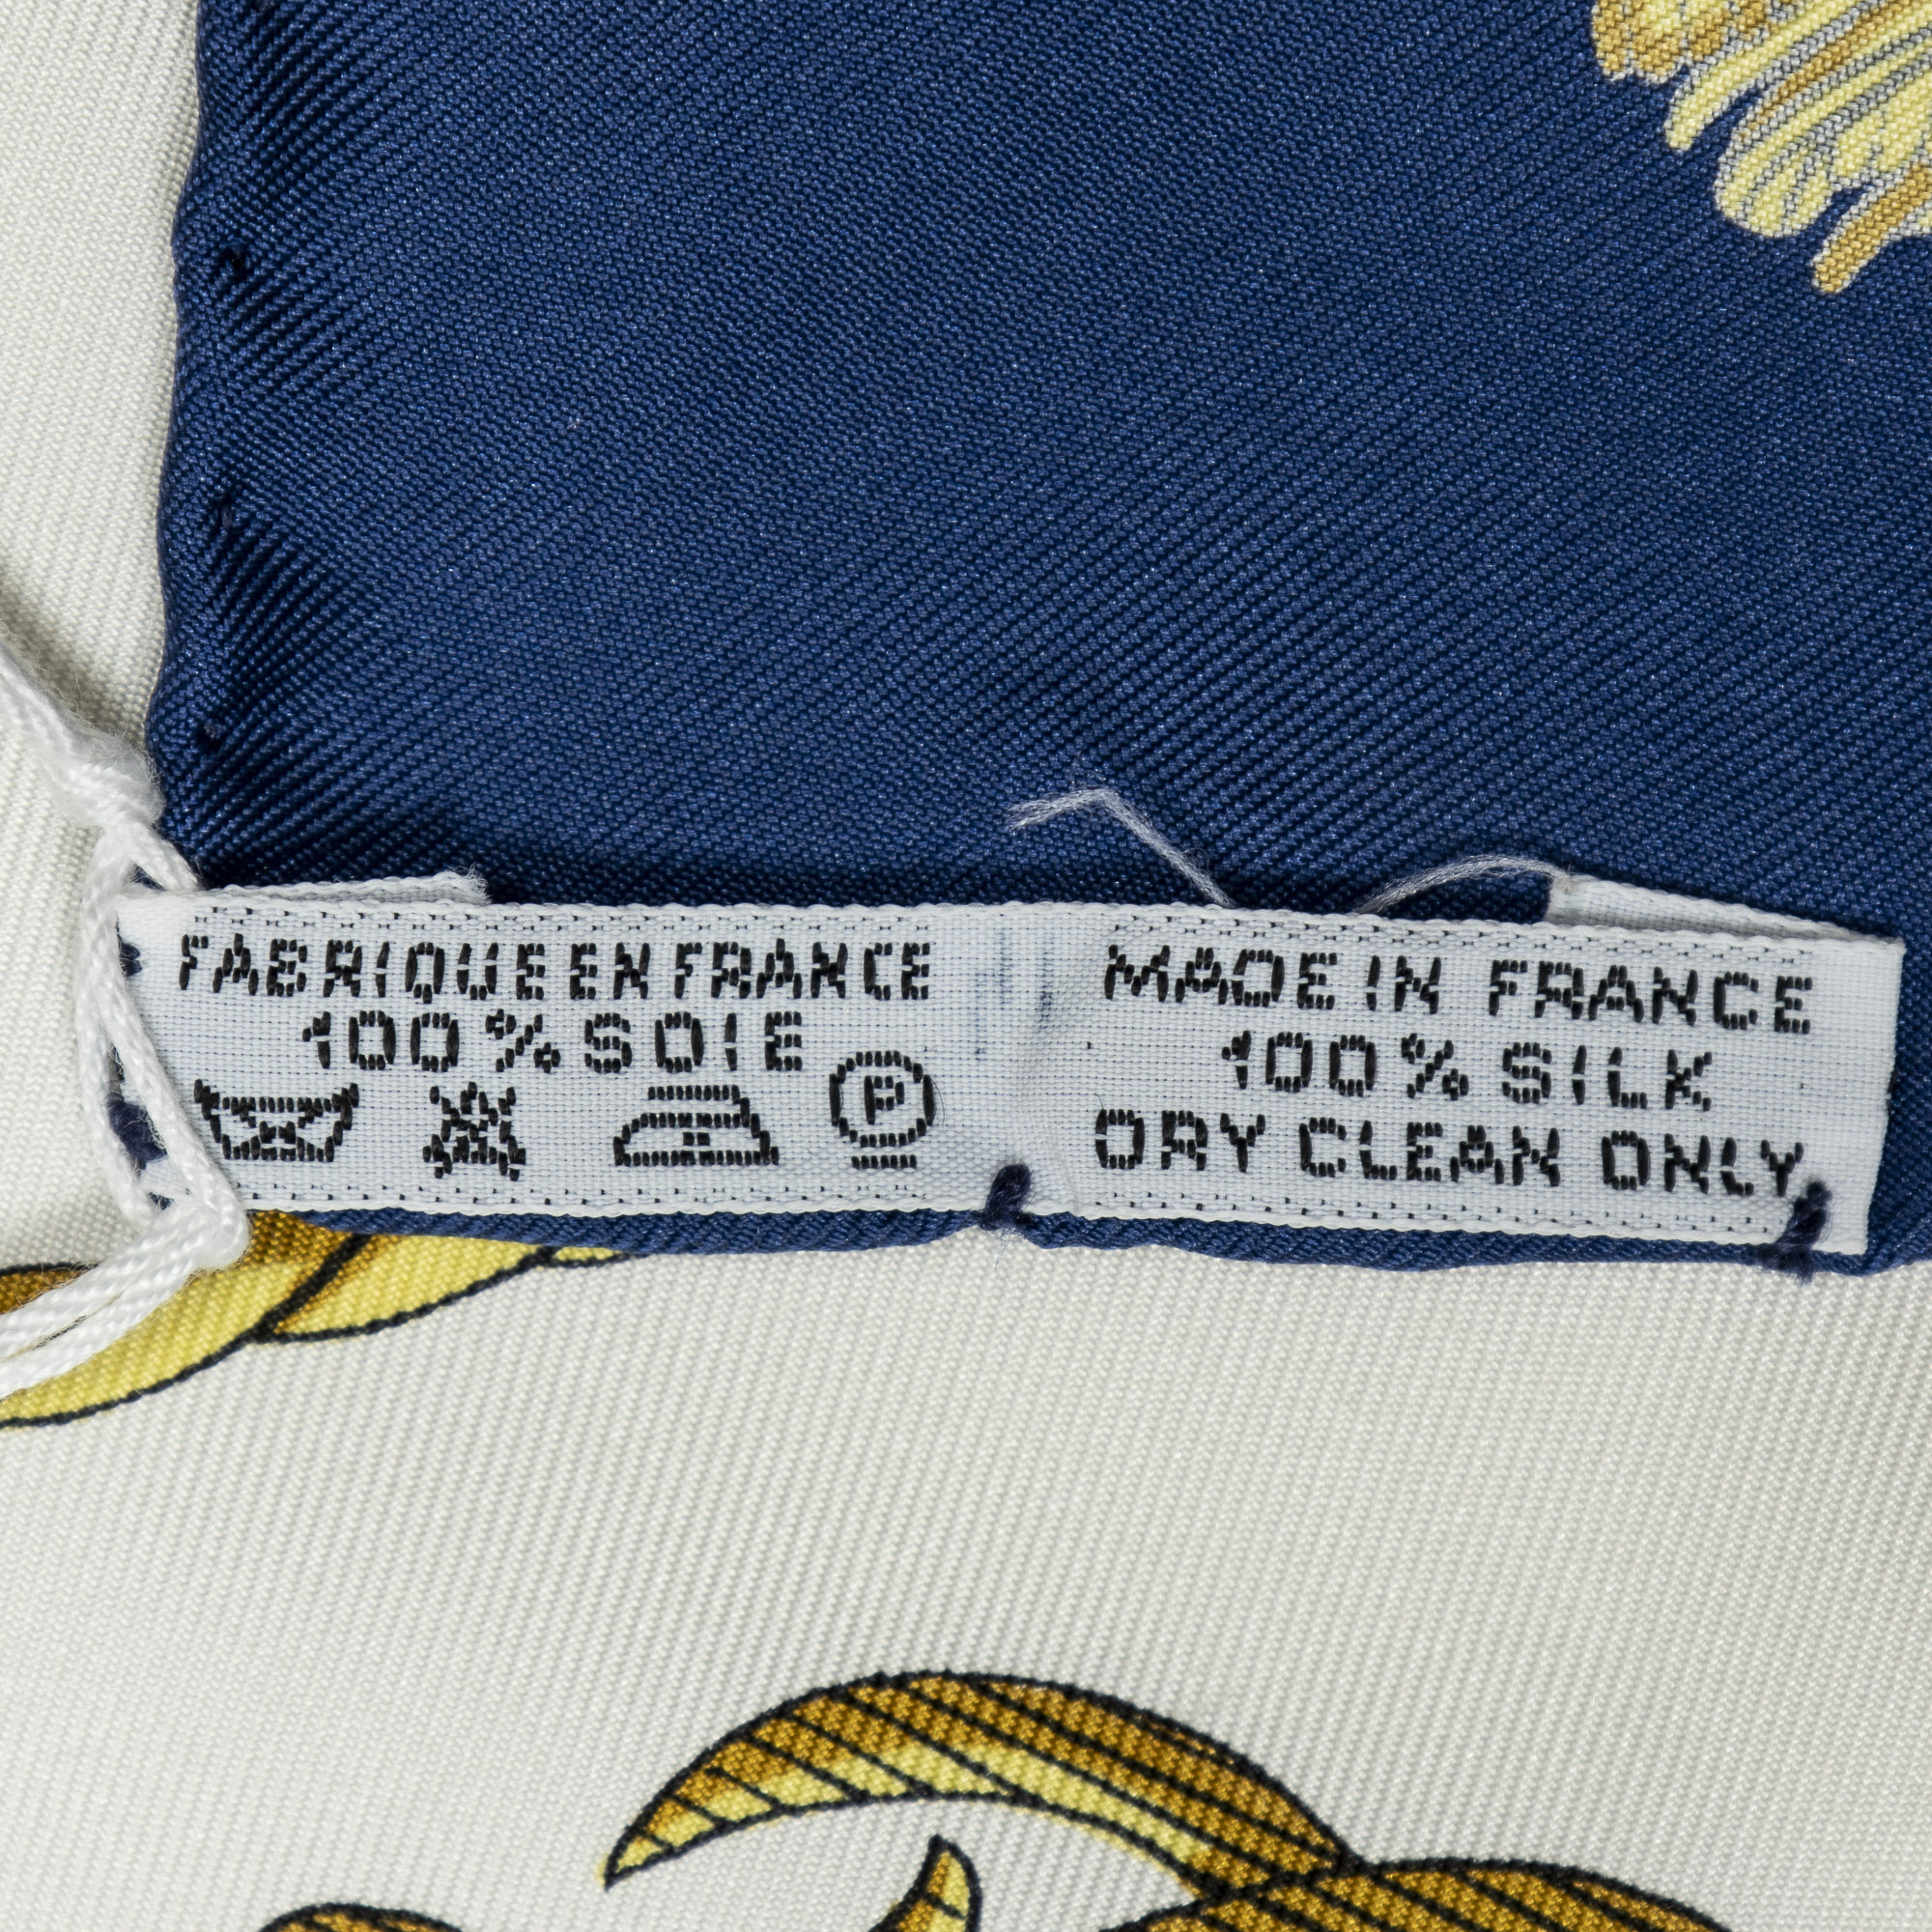 FABRIQUE EN FRANCE
100% SOIE
P
MADE IN FRANCE
100% SILK
DRY CLEAN ONLY